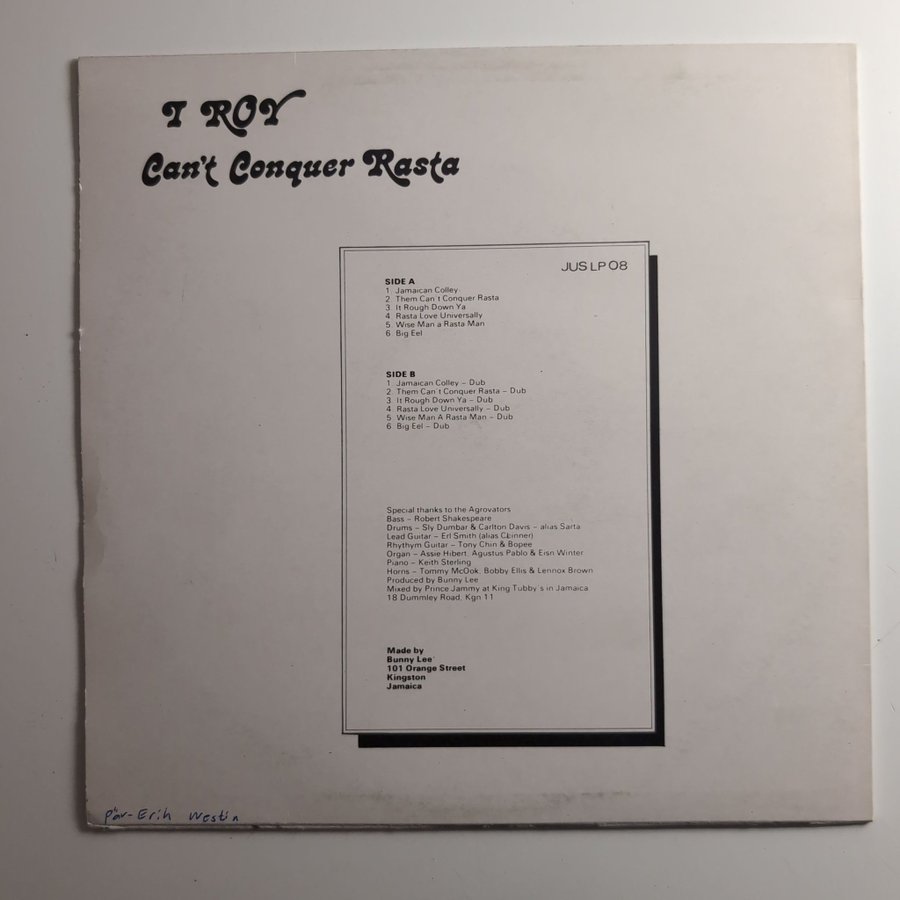 I ROY
Can't Conquer Rasta
JUS LP 08
SIDE A
1 Jamaican Colley
2 Them Can't Conquer Rasta
3 It Rough Down Ya
4 Rasta Love Universally
5 Wise Man a Rasta Man
6 Big Eel
SIDE B
1 Jamaican Colley – Dub
2 Them Can't Conquer Rasta – Dub
3 It Rough Down Ya – Dub
4 Rasta Love Universally – Dub
5 Wise Man A Rasta Man – Dub
6 Big Eel – Dub
Special thanks to the Agrovators
Bass – Robert Shakespeare
Drums – Sly Dumbar & Carlton Davis – alias Santa
Lead Guitar – Erl Smith (alias Chinner)
Rhythym Guitar – Tony Chin & Bopee
Organ – Assie Hibert, Agustus Pablo & Eisn Winter
Piano – Keith Sterling
Horns – Tommy McOok, Bobby Ellis & Lennox Brown
Produced by Bunny Lee
Mixed by Prince Jammy at King Tubby's in Jamaica
18 Dummley Road, Kgn 11
Made by
Bunny Lee
101 Orange Street
Kingston
Jamaica
Pär-Erik Westin